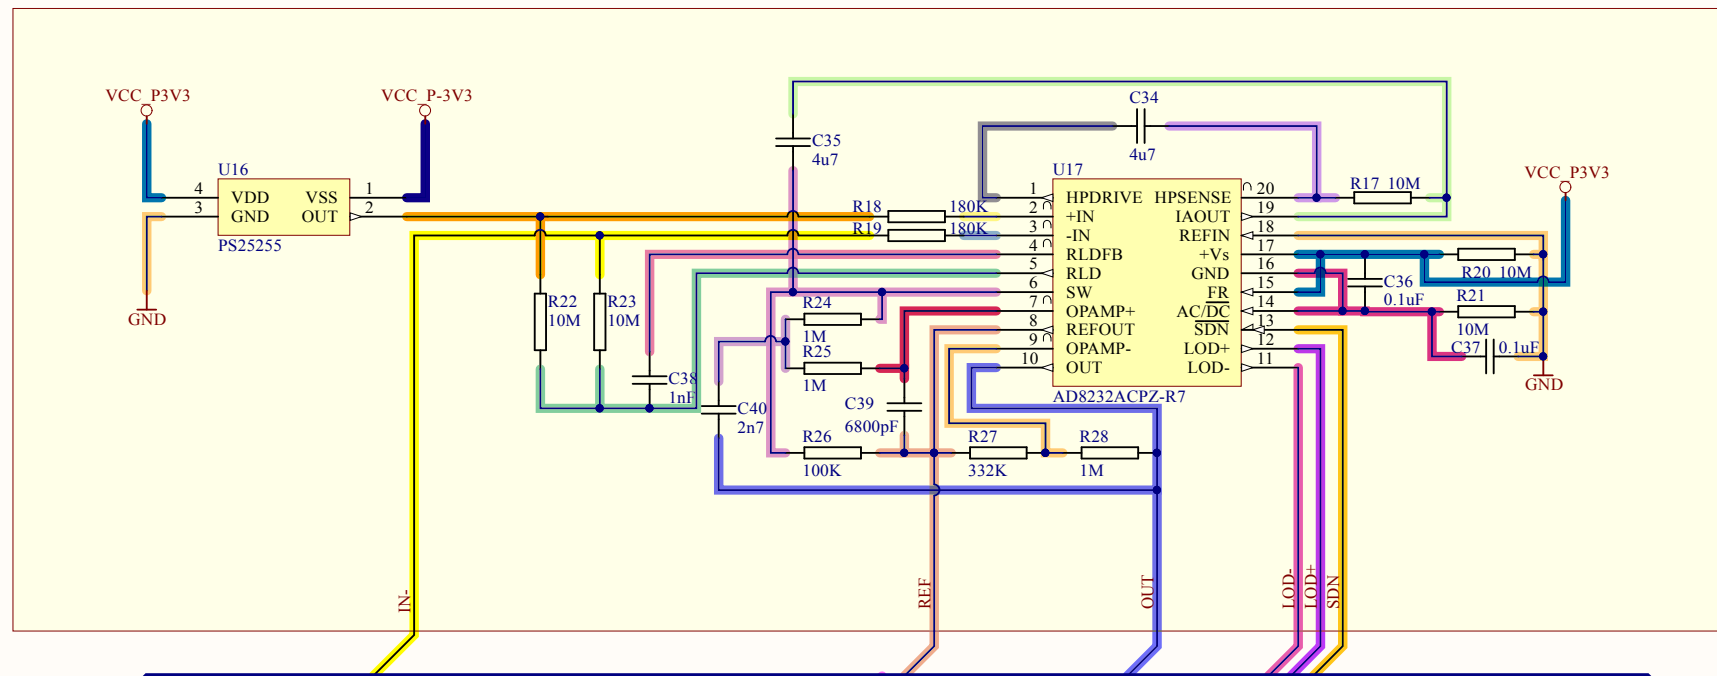 VCC_P3V3
VCC_P-3V3
U16
4 VDD VSS 1
3 GND OUT 2
PS25255
GND
C35
4u7
C34
4u7
VCC_P3V3
U17
1 HPDRIVE HPSENSE 20
2 +IN IAOUT 19
3 -IN REFIN 18
4 RLDFB +Vs 17
5 RLD GND 16
6 SW FR 15
7 OPAMP+ AC/DC 14
8 REFOUT SDN 13
9 OPAMP- LOD+ 12
10 OUT LOD- 11
AD8232ACPZ-R7
R17 10M
R18 180K
R19 180K
R20 10M
C36
0.1uF
R21
10M
C37 0.1uF
GND
R22
10M
R23
10M
R24
1M
R25
1M
C38
1nF
C40
2n7
C39
6800pF
R26
100K
R27
332K
R28
1M
IN-
REF
OUT
LOD-
LOD+
SDN